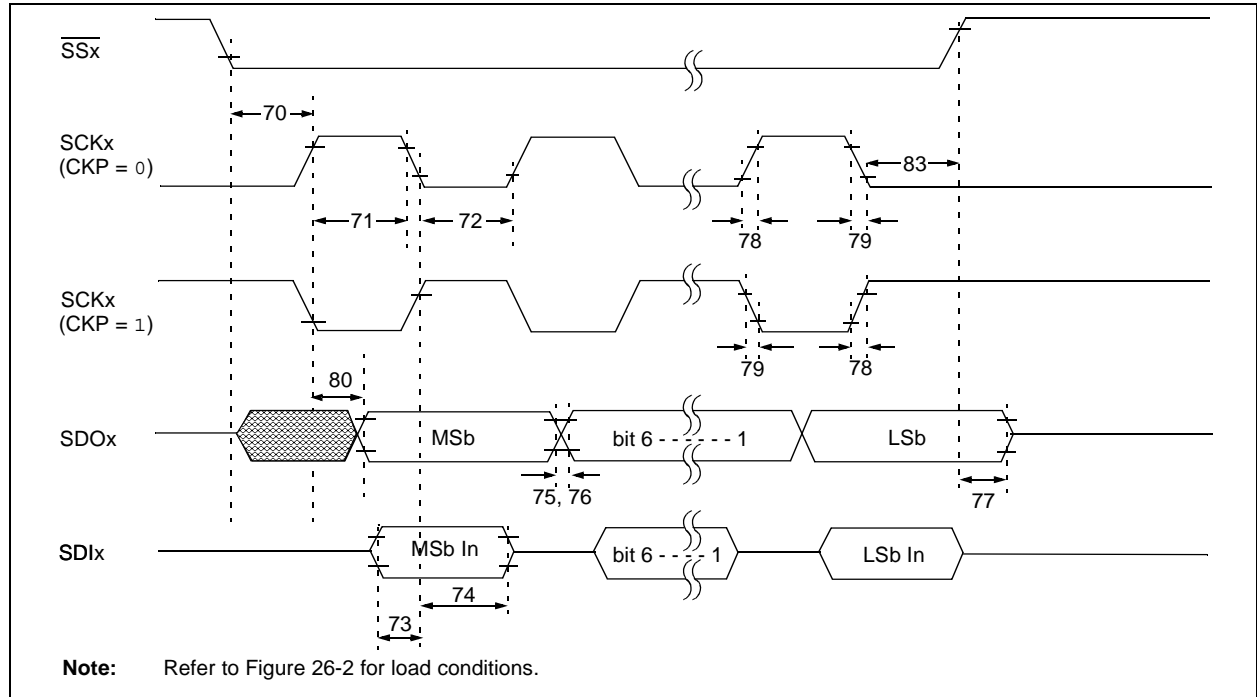 SSx
70
SCKx
(CKP = 0)
83
71
72
78
79
SCKx
(CKP = 1)
79
78
80
SDOx
MSb
bit 6 - - - - - - 1
LSb
75, 76
77
SDIx
MSb In
bit 6 - - - - 1
LSb In
74
73
Note: Refer to Figure 26-2 for load conditions.